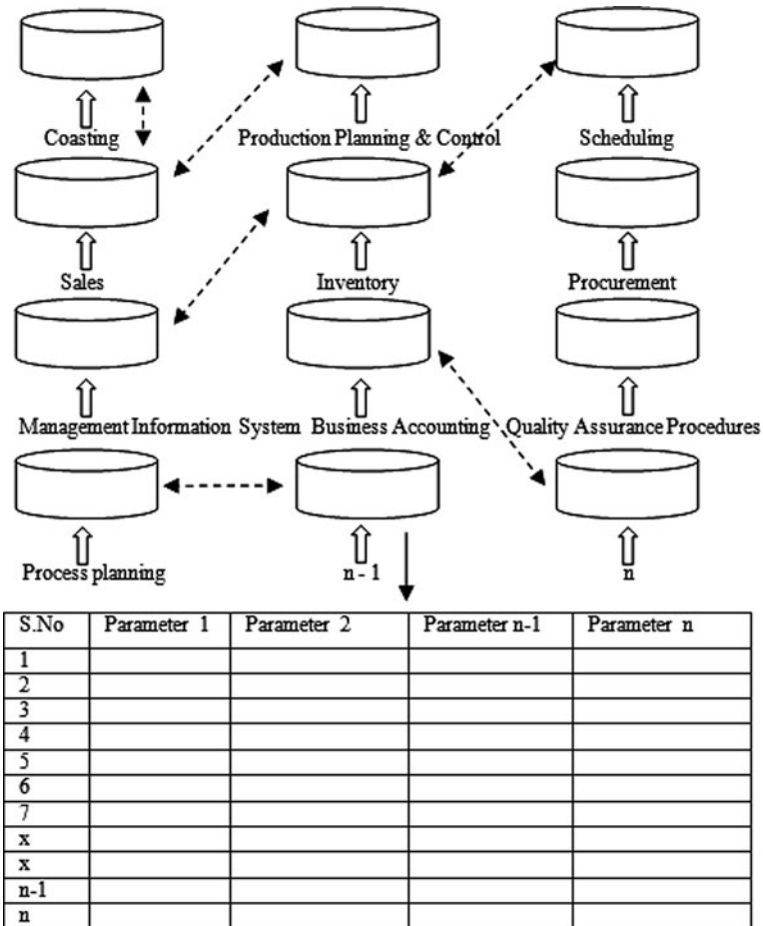 Coasting Production Planning & Control Scheduling
Sales Inventory Procurement
Management Information System Business Accounting Quality Assurance Procedures
Process planning n - 1 n
S.No Parameter 1 Parameter 2 Parameter n-1 Parameter n
1
2
3
4
5
6
7
x
x
n-1
n